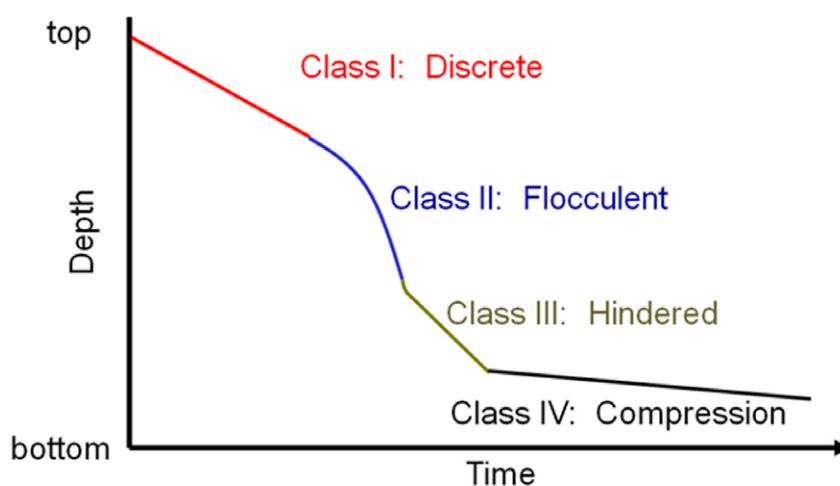 top
Class I: Discrete
Depth
Class II: Flocculent
Class III: Hindered
Class IV: Compression
bottom
Time